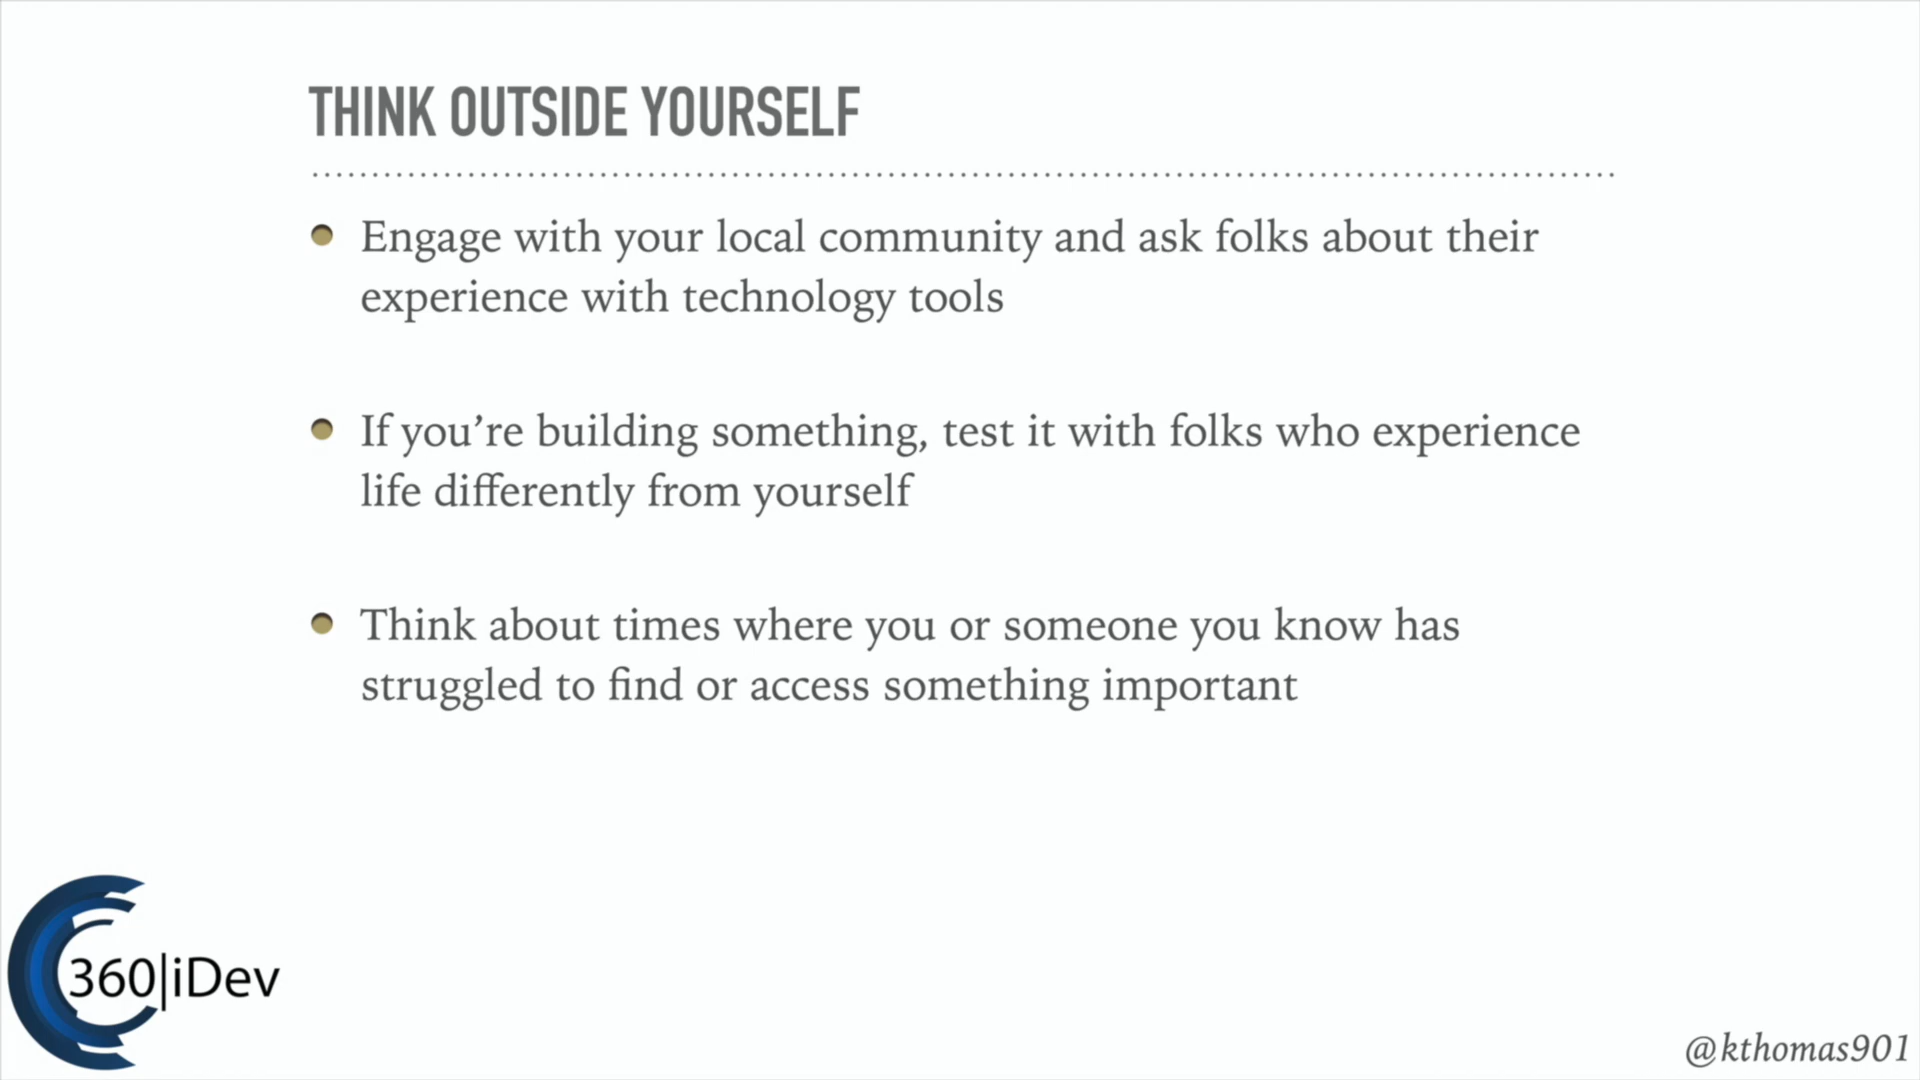 THINK OUTSIDE YOURSELF
Engage with your local community and ask folks about their
experience with technology tools
If you’re building something, test it with folks who experience
life differently from yourself
Think about times where you or someone you know has
struggled to find or access something important
360|iDev
@kthomas901